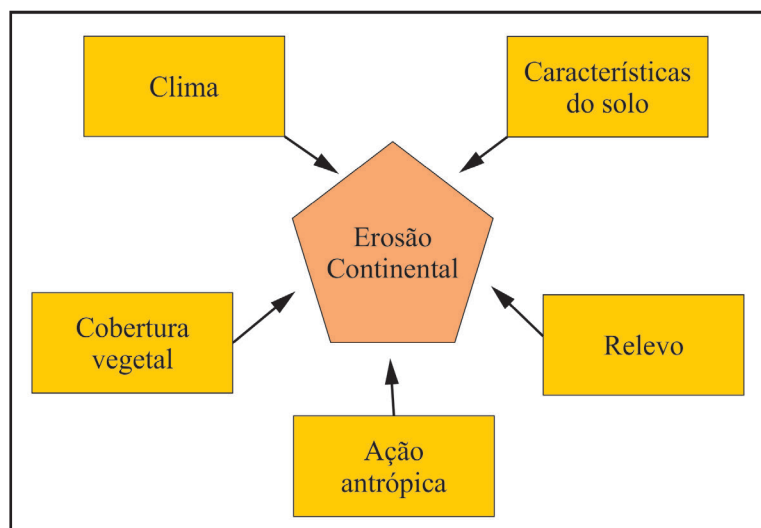 Clima
Características
do solo
Erosão
Continental
Cobertura
vegetal
Relevo
Ação
antrópica